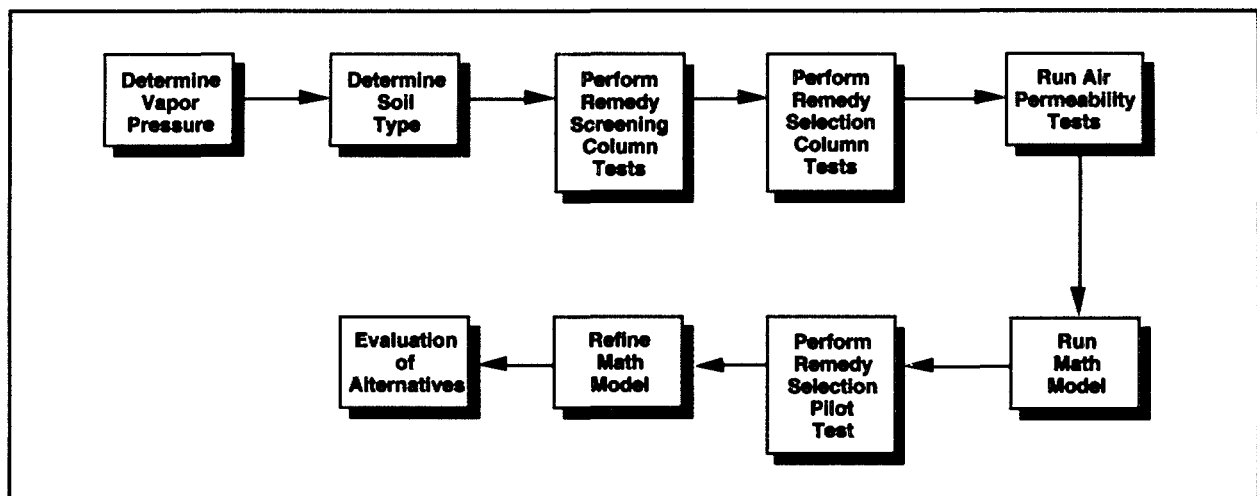 Determine
Vapor
Pressure
Determine
Soil
Type
Perform
Remedy
Screening
Column
Tests
Perform
Remedy
Selection
Column
Tests
Run Air
Permeability
Tests
Run
Math
Model
Perform
Remedy
Selection
Pilot
Test
Refine
Math
Model
Evaluation
of
Alternatives